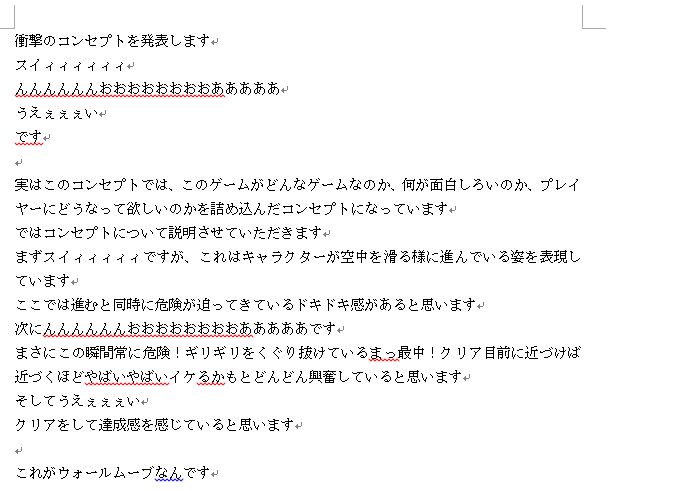 衝撃のコンセプトを発表します
スイィィィィィィ
んんんんんんおおおおおおおおああああああ
うえぇぇぇい
です
実はこのコンセプトでは、このゲームがどんなゲームなのか、何が面白しろいのか、プレイ
ヤーにどうなって欲しいのかを詰め込んだコンセプトになっています
ではコンセプトについて説明させていただきます
まずスイィィィィィですが、これはキャラクターが空中を滑る様に進んでいる姿を表現し
ています
ここでは進むと同時に危険が迫ってきているドキドキ感があると思います
次にんんんんんんおおおおおおおおああああああです
まさにこの瞬間常に危険！ギリギリをくぐり抜けているまっ最中！クリア目前に近づけば
近づくほどやばいやばいイケるかもとどんどん興奮していると思います
そしてうえぇぇぇい
クリアをして達成感を感じていると思います
これがウォールムーブなんです